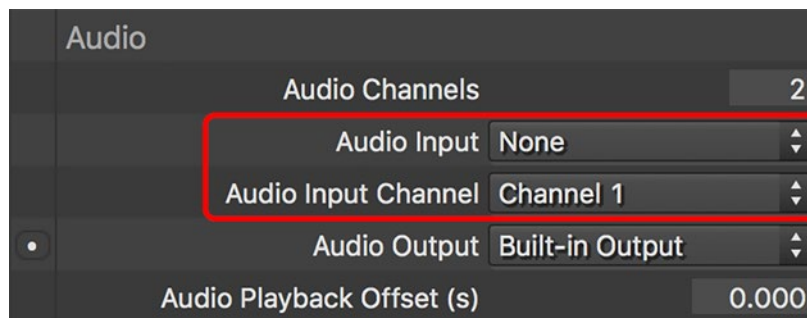 Audio
Audio Channels 2
Audio Input None
Audio Input Channel Channel 1
Audio Output Built-in Output
Audio Playback Offset (s) 0.000